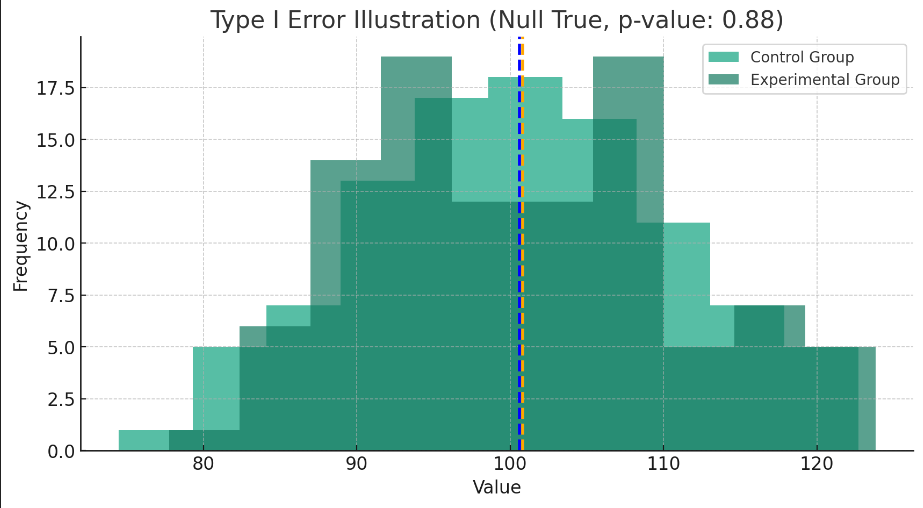 Type I Error Illustration (Null True, p-value: 0.88)
Control Group
Experimental Group
17.5
15.0
12.5
10.0
7.5
5.0
2.5
0.0
Frequency
80 90 100 110 120
Value